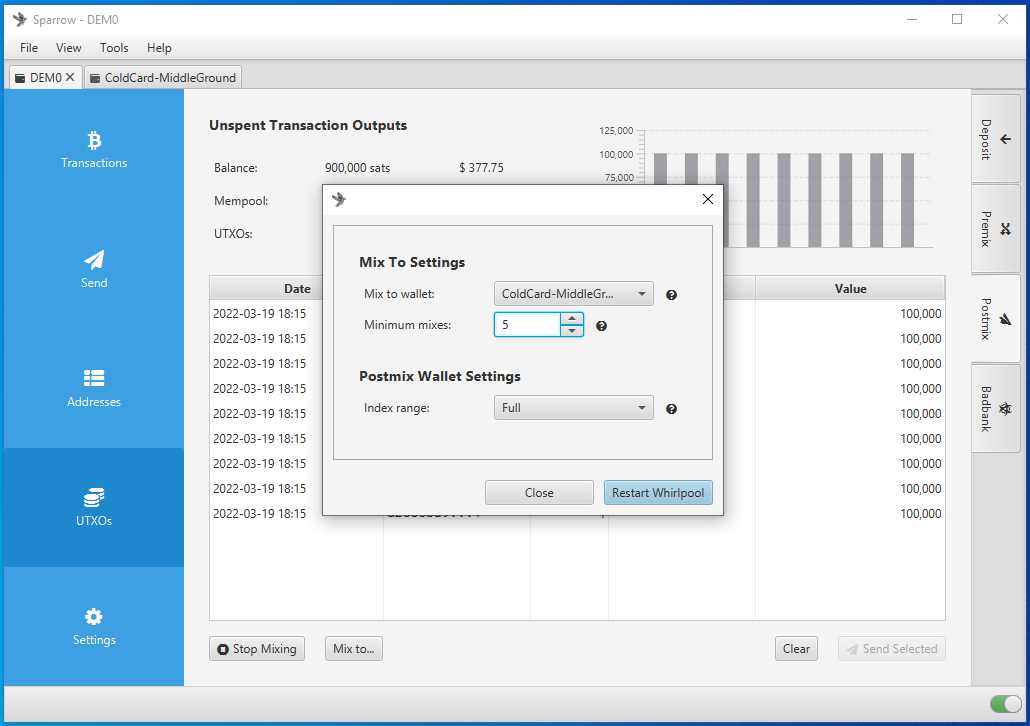 Sparrow - DEM0
File View Tools Help
DEM0 ColdCard-MiddleGround
Transactions
Send
Addresses
UTXOs
Settings
Unspent Transaction Outputs
Balance: 900,000 sats $ 377.75
Mempool:
UTXOs:
125,000
100,000
75,000
Date Value
2022-03-19 18:15 100,000
2022-03-19 18:15 100,000
2022-03-19 18:15 100,000
2022-03-19 18:15 100,000
2022-03-19 18:15 100,000
2022-03-19 18:15 100,000
2022-03-19 18:15 100,000
2022-03-19 18:15 100,000
2022-03-19 18:15 100,000
Mix To Settings
Mix to wallet: ColdCard-MiddleGr...
Minimum mixes: 5
Postmix Wallet Settings
Index range: Full
Close Restart Whirlpool
Stop Mixing Mix to... Clear Send Selected
Deposit
Premix
Postmix
Badbank